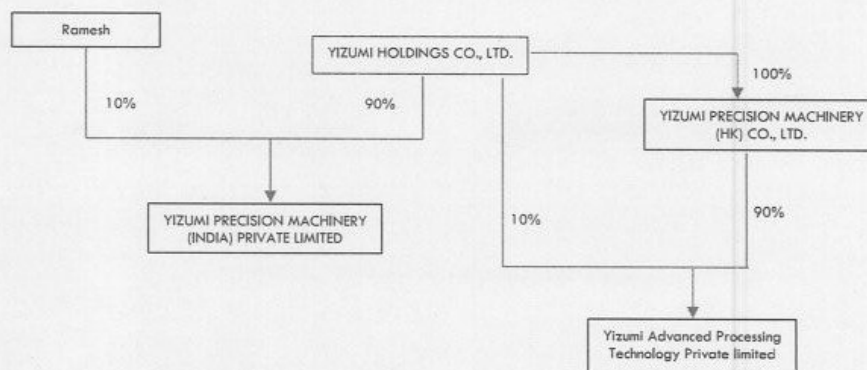 Ramesh
YIZUMI HOLDINGS CO., LTD.
100%
10%
90%
YIZUMI PRECISION MACHINERY
(HK) CO., LTD.
YIZUMI PRECISION MACHINERY
(INDIA) PRIVATE LIMITED
10%
90%
Yizumi Advanced Processing
Technology Private limited